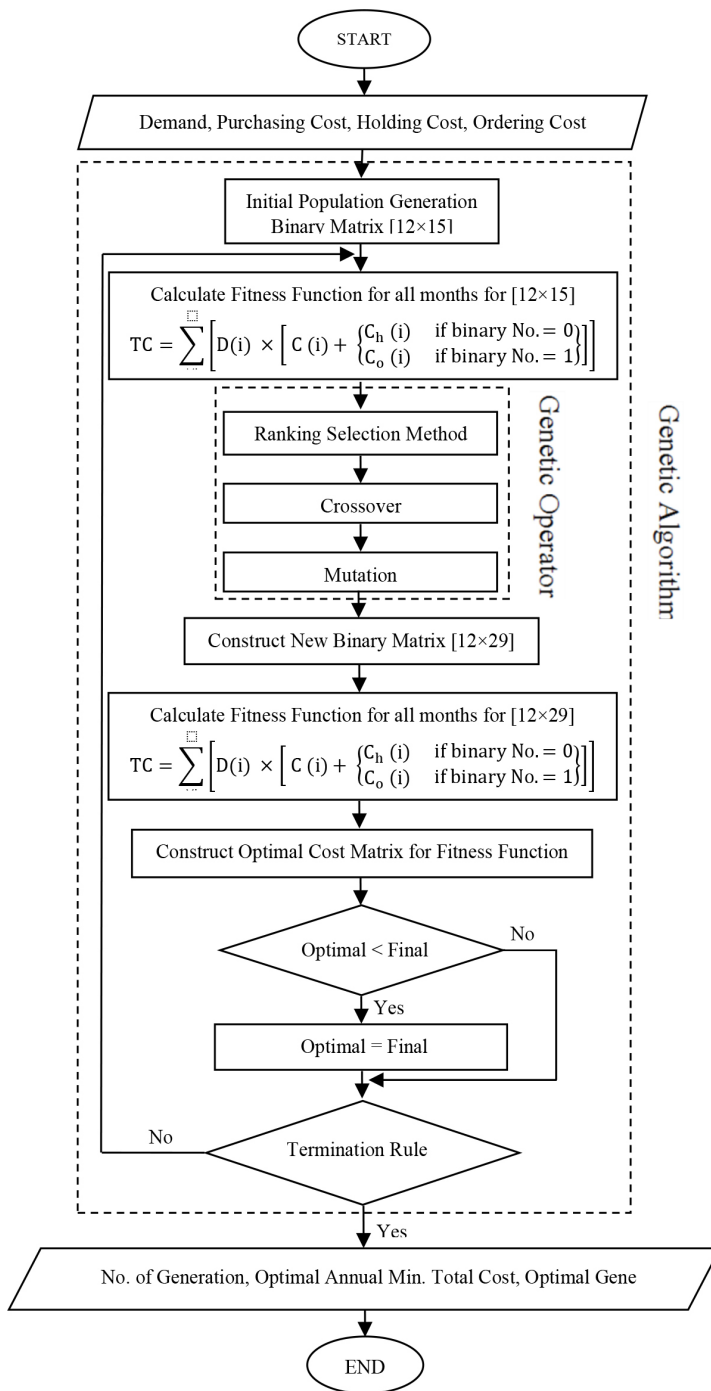 START
Demand, Purchasing Cost, Holding Cost, Ordering Cost
Initial Population Generation
Binary Matrix [12×15]
Calculate Fitness Function for all months for [12×15]
TC = ∑ [D(i) × [ C (i) + {C_h (i) if binary No. = 0
C_o (i) if binary No. = 1}]]
Ranking Selection Method
Crossover
Mutation
Genetic Operator
Genetic Algorithm
Construct New Binary Matrix [12×29]
Calculate Fitness Function for all months for [12×29]
TC = ∑ [D(i) × [ C (i) + {C_h (i) if binary No. = 0
C_o (i) if binary No. = 1}]]
Construct Optimal Cost Matrix for Fitness Function
Optimal < Final
No
Yes
Optimal = Final
No
Termination Rule
Yes
No. of Generation, Optimal Annual Min. Total Cost, Optimal Gene
END